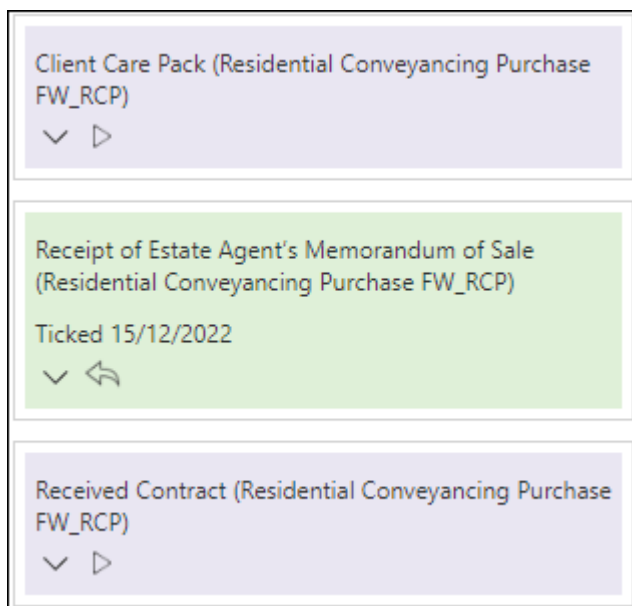 Client Care Pack (Residential Conveyancing Purchase
FW_RCP)
Receipt of Estate Agent's Memorandum of Sale
(Residential Conveyancing Purchase FW_RCP)
Ticked 15/12/2022
Received Contract (Residential Conveyancing Purchase
FW_RCP)